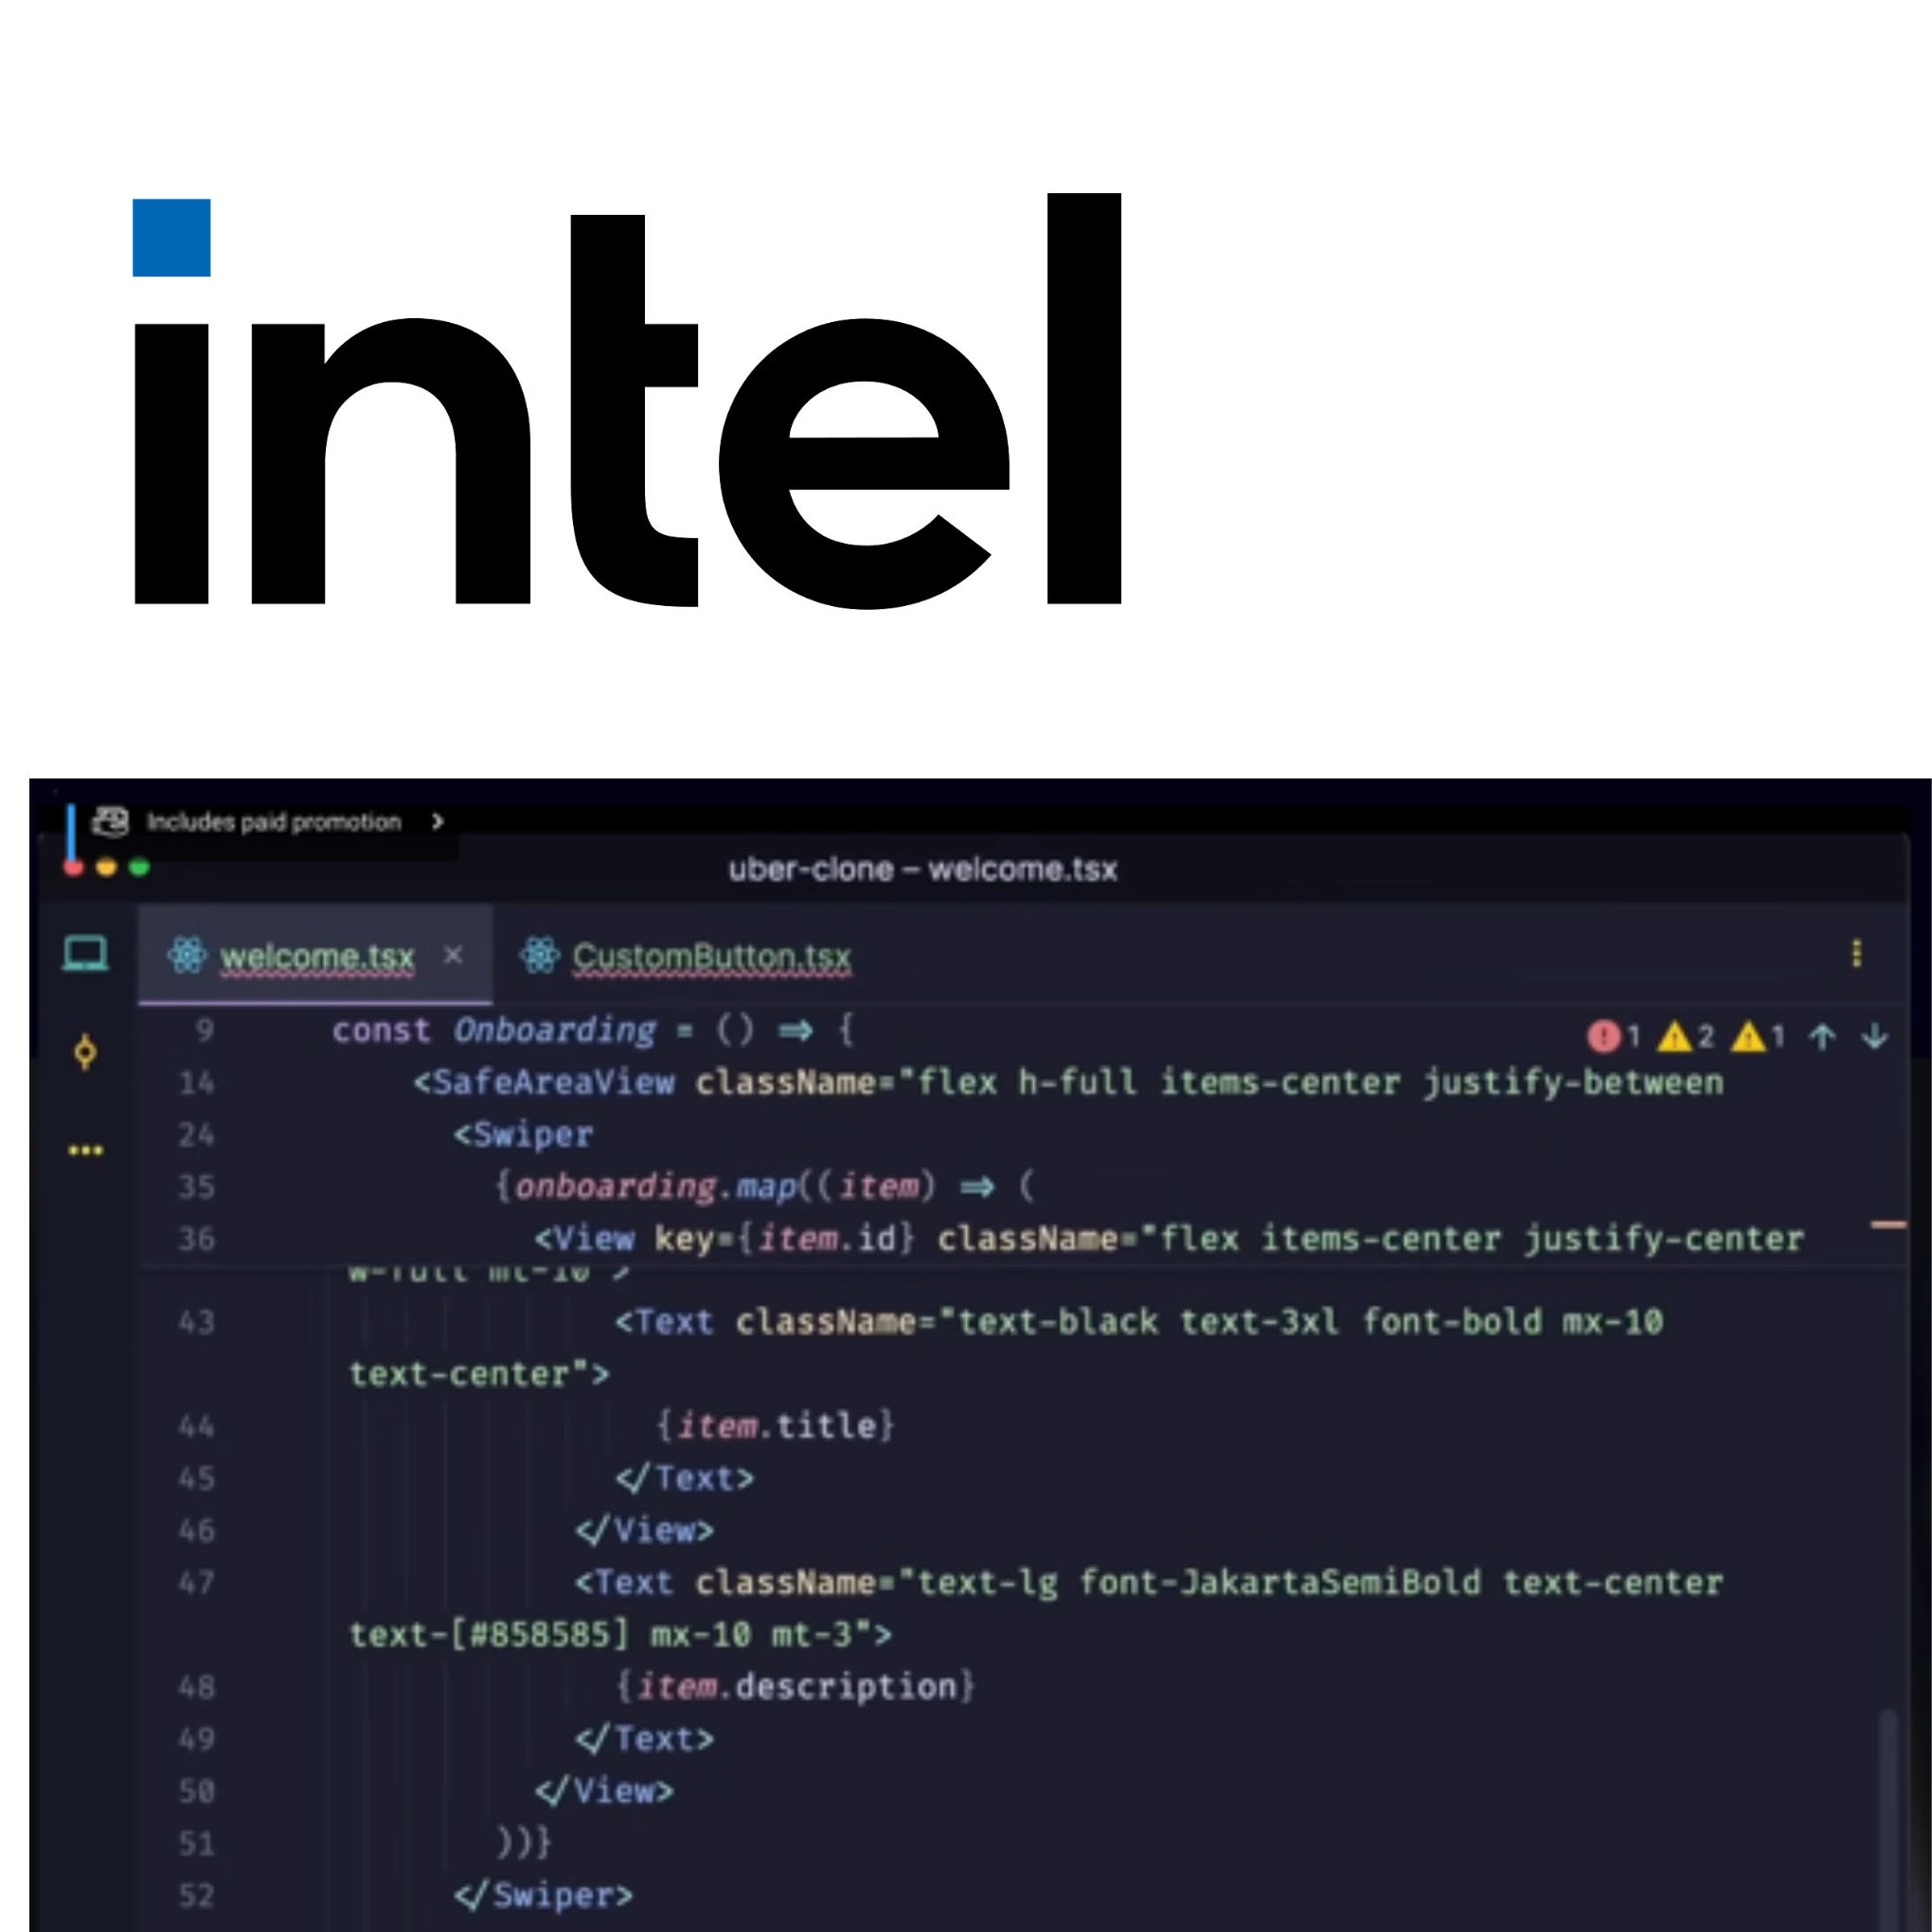 intel
Includes paid promotion
uber-clone – welcome.tsx
welcome.tsx × CustomButton.tsx
9 const Onboarding = () => { 1 2 1
14 <SafeAreaView className="flex h-full items-center justify-between
24 <Swiper
35 {onboarding.map((item) => (
36 <View key={item.id} className="flex items-center justify-center
w-full mt-10">
43 <Text className="text-black text-3xl font-bold mx-10
text-center">
44 {item.title}
45 </Text>
46 </View>
47 <Text className="text-lg font-JakartaSemiBold text-center
text-[#858585] mx-10 mt-3">
48 {item.description}
49 </Text>
50 </View>
51 ))}
52 </Swiper>